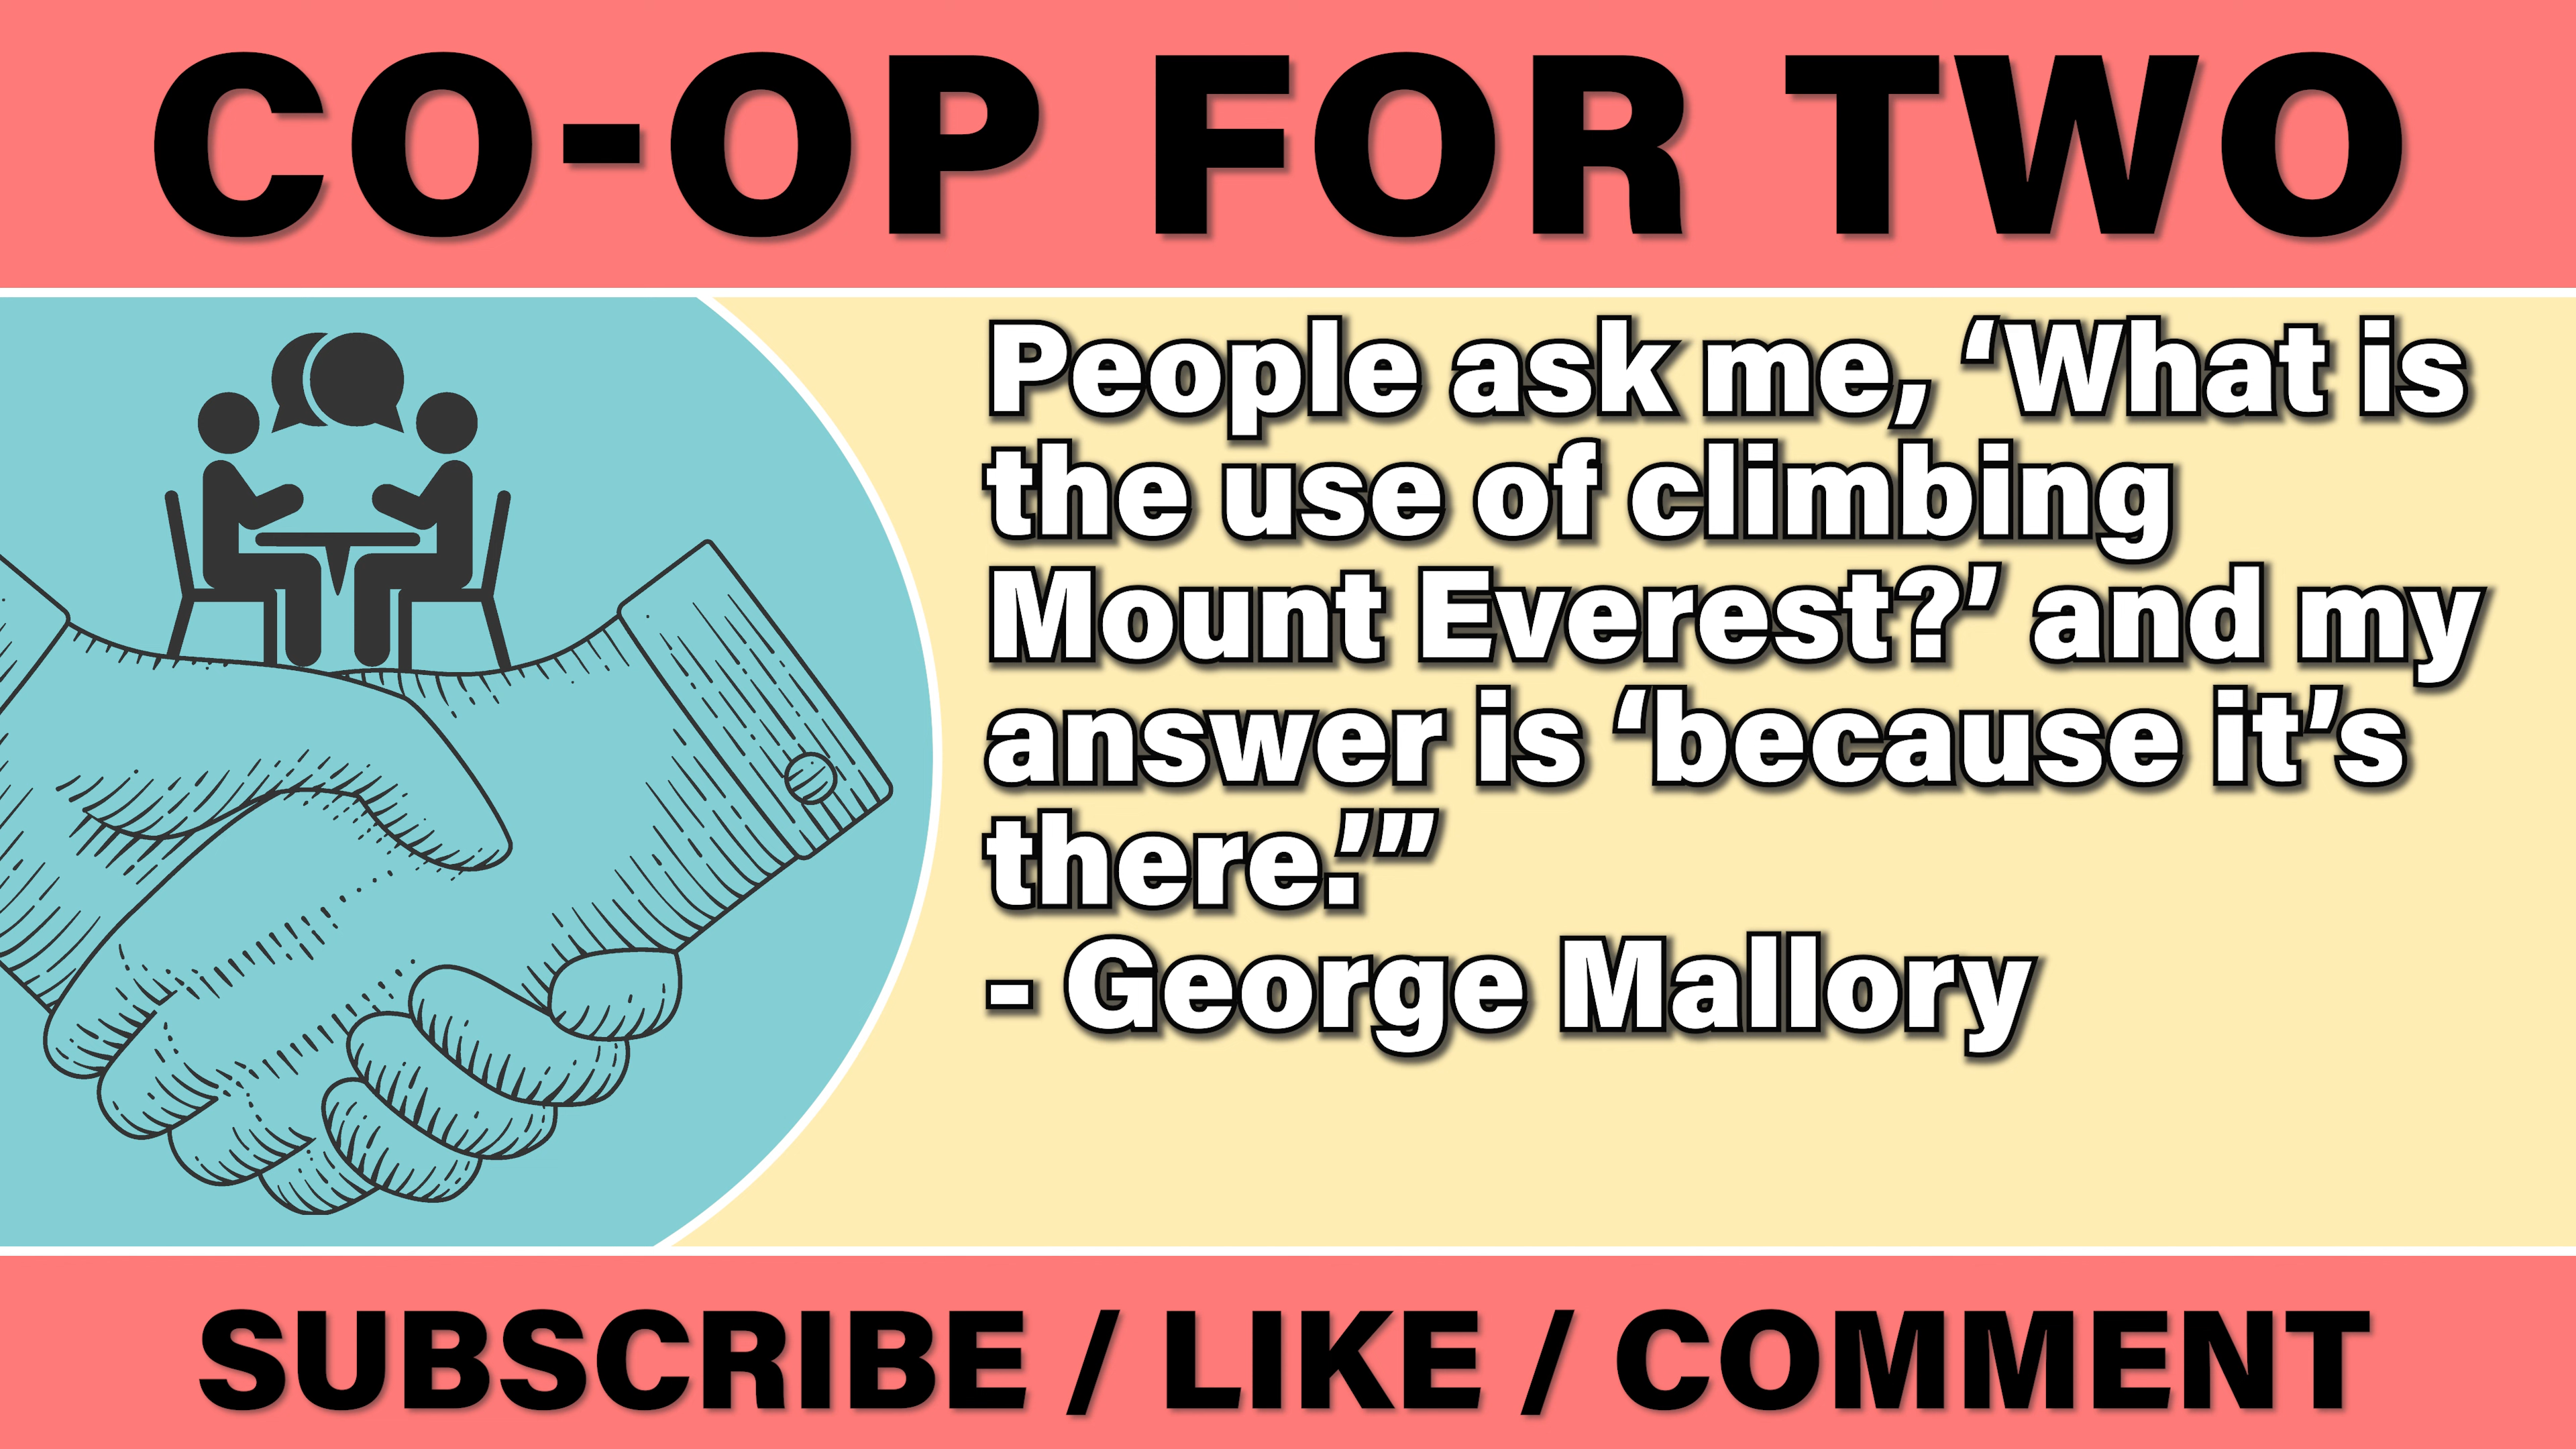 CO-OP FOR TWO
People ask me, ‘What is
the use of climbing
Mount Everest?’ and my
answer is ‘because it’s
there.’”
- George Mallory
SUBSCRIBE / LIKE / COMMENT